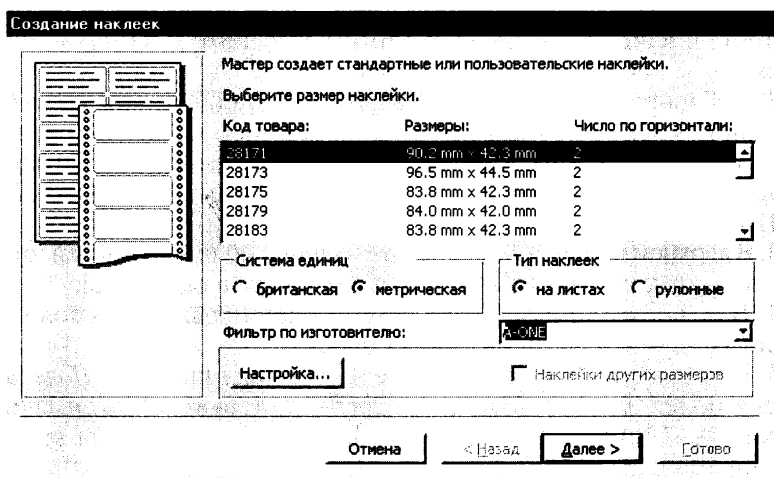 Создание наклеек
Мастер создает стандартные или пользовательские наклейки.
Выберите размер наклейки.
Код товара: Размеры: Число по горизонтали:
28171 90.2 mm x 42.3 mm 2
28173 96.5 mm x 44.5 mm 2
28175 83.8 mm x 42.3 mm 2
28179 84.0 mm x 42.0 mm 2
28183 83.8 mm x 42.3 mm 2
Система единиц Тип наклеек
британская метрическая на листах рулонные
Фильтр по изготовителю: A-ONE
Настройка... Наклейки других размеров
Отмена < Назад Далее > Готово